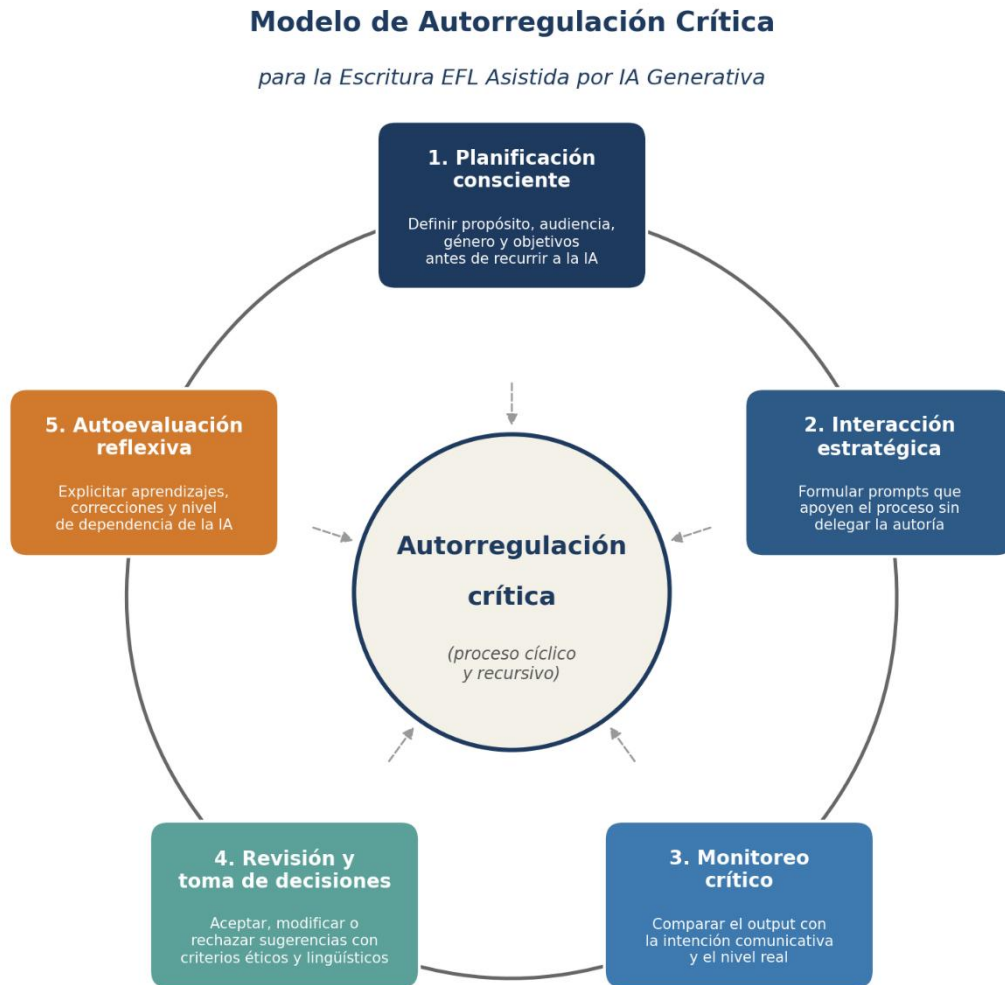 Modelo de Autorregulación Crítica
para la Escritura EFL Asistida por IA Generativa
1. Planificación
consciente
Definir propósito, audiencia,
género y objetivos
antes de recurrir a la IA
2. Interacción
estratégica
Formular prompts que
apoyen el proceso sin
delegar la autoría
3. Monitoreo
crítico
Comparar el output con
la intención comunicativa
y el nivel real
4. Revisión y
toma de decisiones
Aceptar, modificar o
rechazar sugerencias con
criterios éticos y lingüísticos
5. Autoevaluación
reflexiva
Explicitar aprendizajes,
correcciones y nivel
de dependencia de la IA
Autorregulación
crítica
(proceso cíclico
y recursivo)